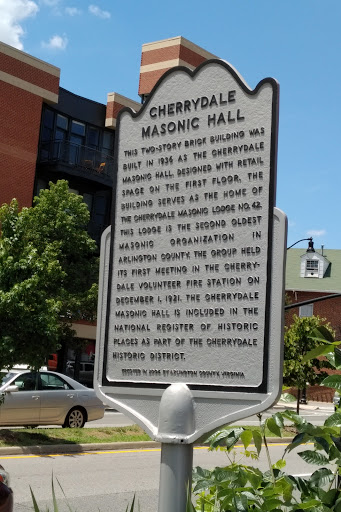 CHERRYDALE
MASONIC HALL
THIS TWO-STORY BRICK BUILDING WAS
BUILT IN 1936 AS THE CHERRYDALE
MASONIC HALL. DESIGNED WITH RETAIL
SPACE ON THE FIRST FLOOR, THE
BUILDING SERVES AS THE HOME OF
THE CHERRYDALE MASONIC LODGE NO. 42.
THIS LODGE IS THE SECOND OLDEST
MASONIC ORGANIZATION IN
ARLINGTON COUNTY. THE GROUP HELD
ITS FIRST MEETING IN THE CHERRY-
DALE VOLUNTEER FIRE STATION ON
DECEMBER 1, 1931. THE CHERRYDALE
MASONIC HALL IS INCLUDED IN THE
NATIONAL REGISTER OF HISTORIC
PLACES AS PART OF THE CHERRYDALE
HISTORIC DISTRICT.
ERECTED IN 2006 BY ARLINGTON COUNTY, VIRGINIA